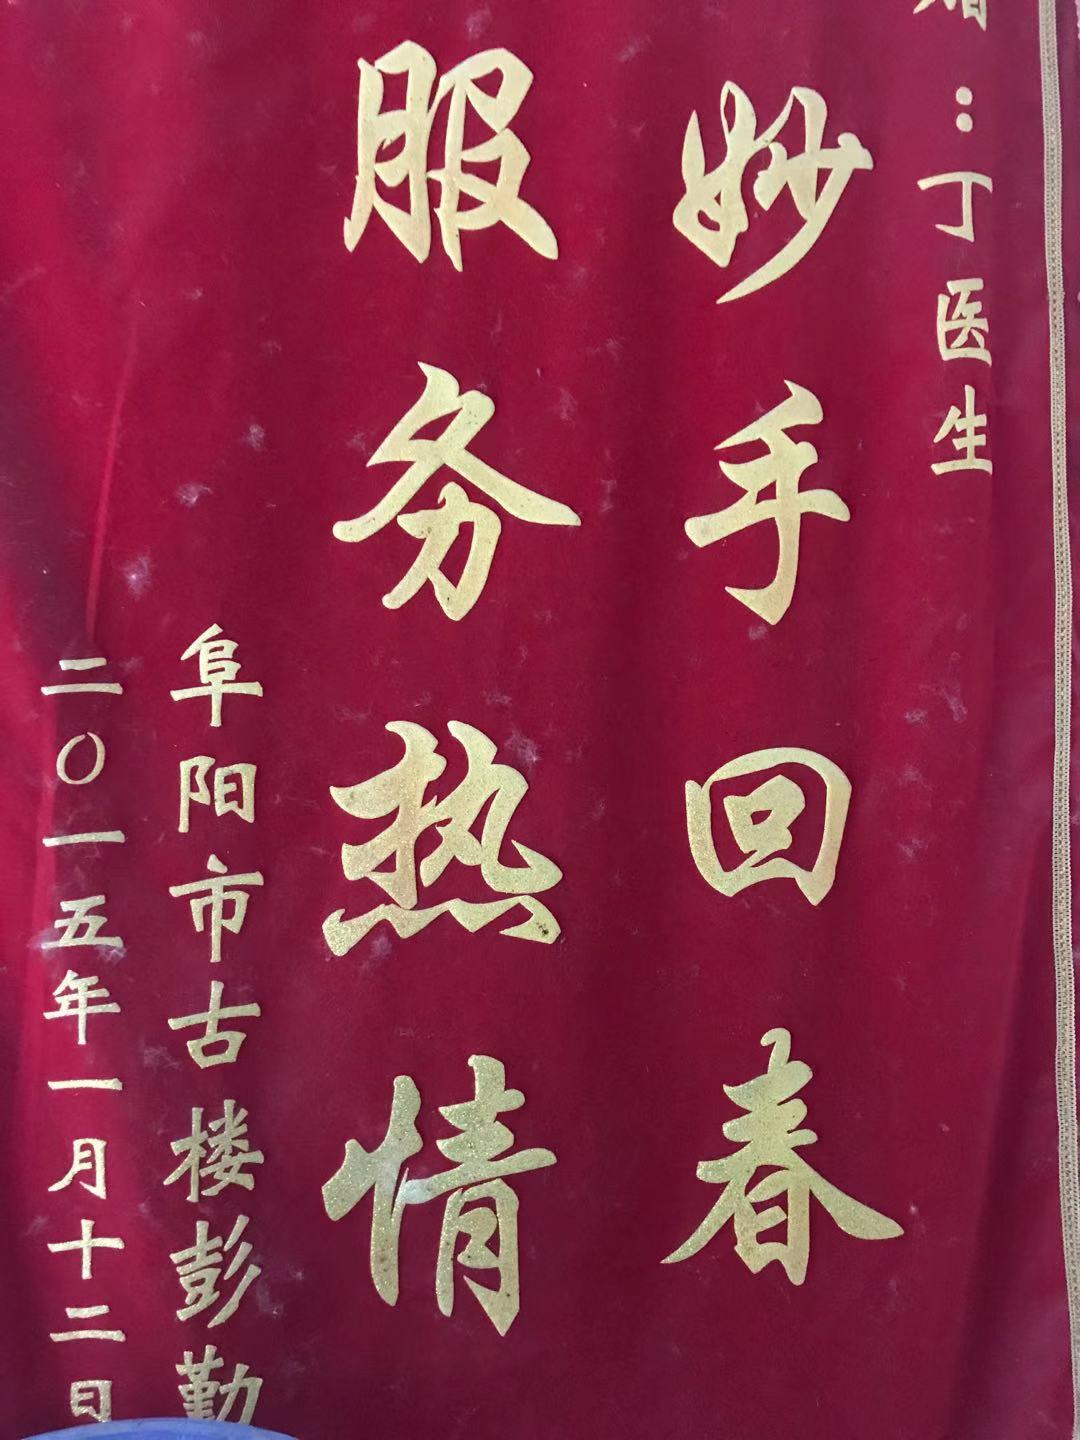 赠：丁医生
妙手回春
服务热情
阜阳市古楼彭勤
二〇一五年一月十二日